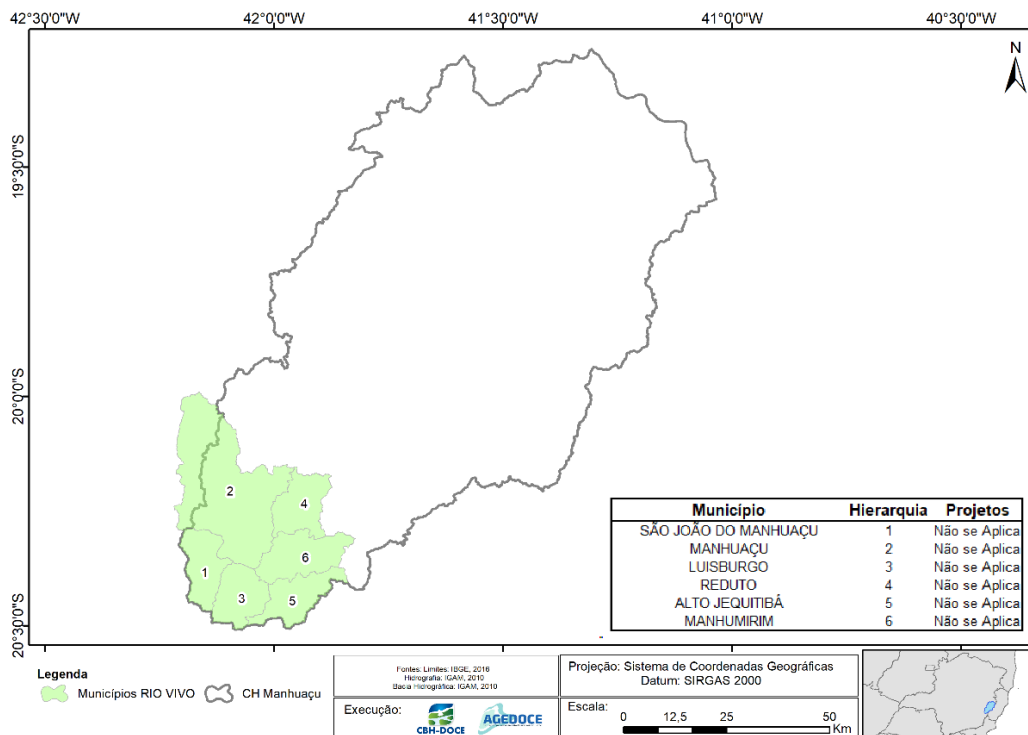 42°30'0"W 42°0'0"W 41°30'0"W 41°0'0"W 40°30'0"W
N
19°30'0"S
20°0'0"S
20°30'0"S
2
4
6
1
3
5
Município Hierarquia Projetos
SÃO JOÃO DO MANHUAÇU 1 Não se Aplica
MANHUAÇU 2 Não se Aplica
LUISBURGO 3 Não se Aplica
REDUTO 4 Não se Aplica
ALTO JEQUITIBÁ 5 Não se Aplica
MANHUMIRIM 6 Não se Aplica
Legenda
Municípios RIO VIVO CH Manhuaçu
Fontes: Limites: IBGE, 2016
Hidrografia: IGAM, 2010
Bacia Hidrográfica: IGAM, 2010
Execução:
CBH-DOCE AGEDOCE
Projeção: Sistema de Coordenadas Geográficas
Datum: SIRGAS 2000
Escala:
0 12,5 25 50
Km